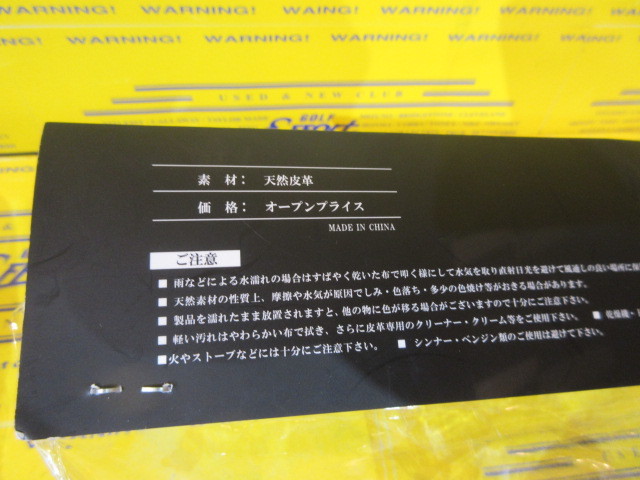 WARNING! WARNING! WARNING! WAINING! WARNING!
USED & NEW CLUB
GOLF
素 材： 天然皮革
価 格： オープンプライス
MADE IN CHINA
ご注意
■ 雨などによる水濡れの場合はすばやく乾いた布で叩く様にして水気を取り直射日光を避けて風通しの良い場所に
■ 天然素材の性質上、摩擦や水気が原因でしみ・色落ち・多少の色焼け等がおきる場合があります。
■ 製品を濡れたまま放置されますと、他の物に色が移る場合がございますので十分にご注意下さい。
■ 軽い汚れはやわらかい布で拭き、さらに皮革専用のクリーナー・クリーム等をご使用下さい。 ■ 乾燥機・
■火やストーブなどには十分にご注意下さい。 ■ シンナー・ベンジン類のご使用は避けて下さい。